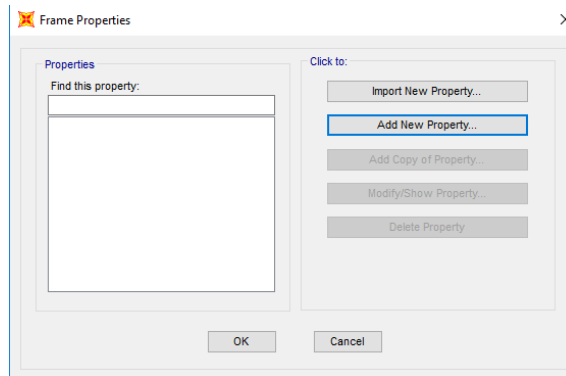 Frame Properties
Properties
Find this property:
Click to:
Import New Property...
Add New Property...
Add Copy of Property...
Modify/Show Property...
Delete Property
OK
Cancel